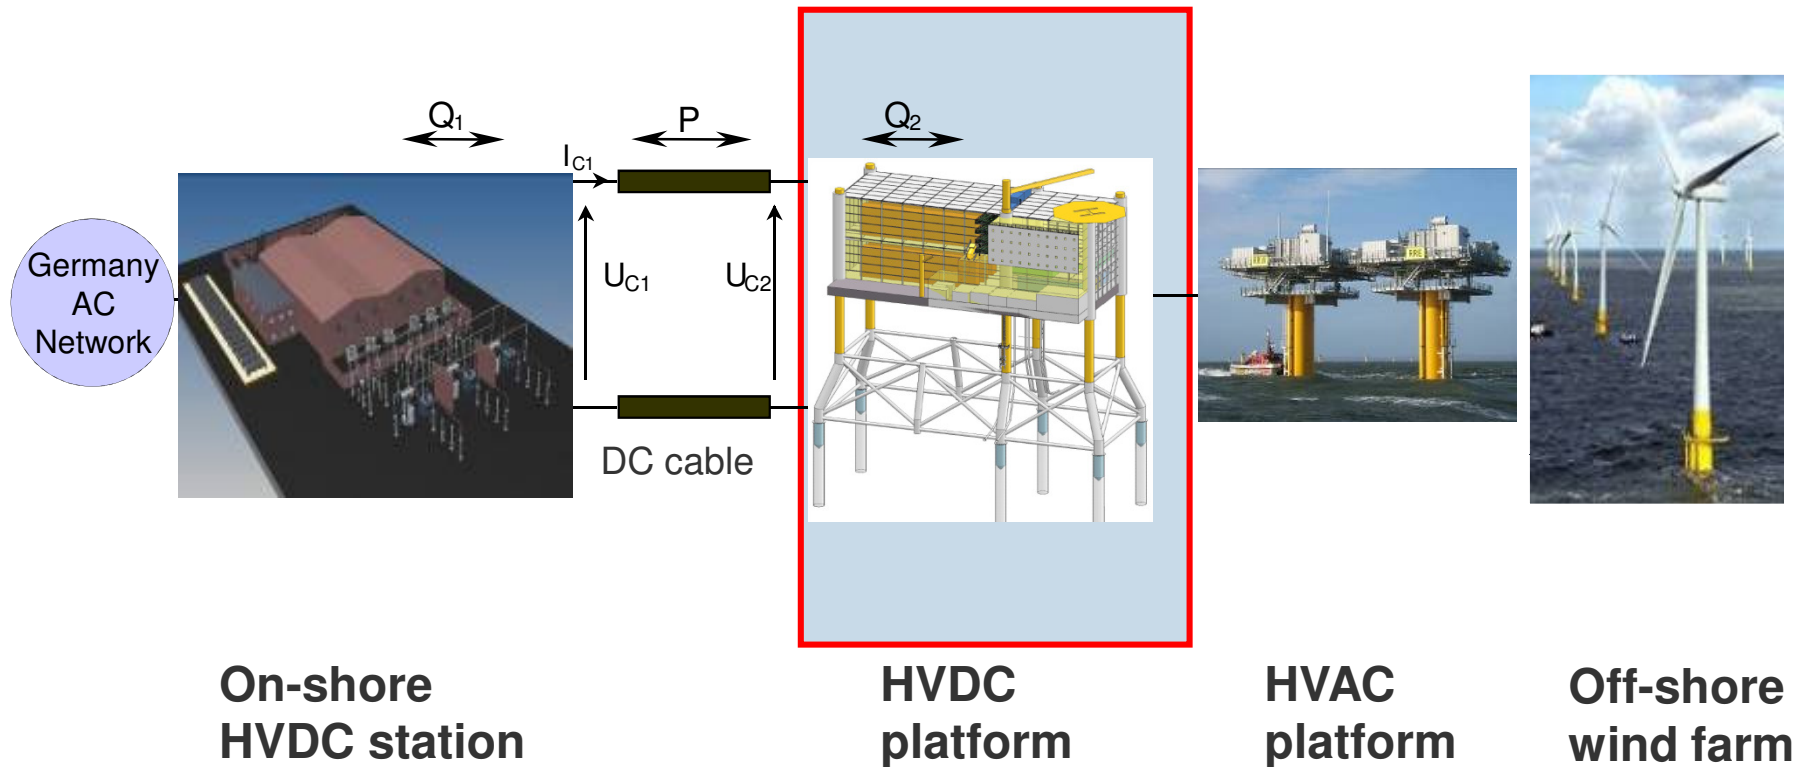 Q1
P
Q2
IC1
Germany
AC
Network
UC1
UC2
H
RRE
DC cable
On-shore
HVDC station
HVDC
platform
HVAC
platform
Off-shore
wind farm